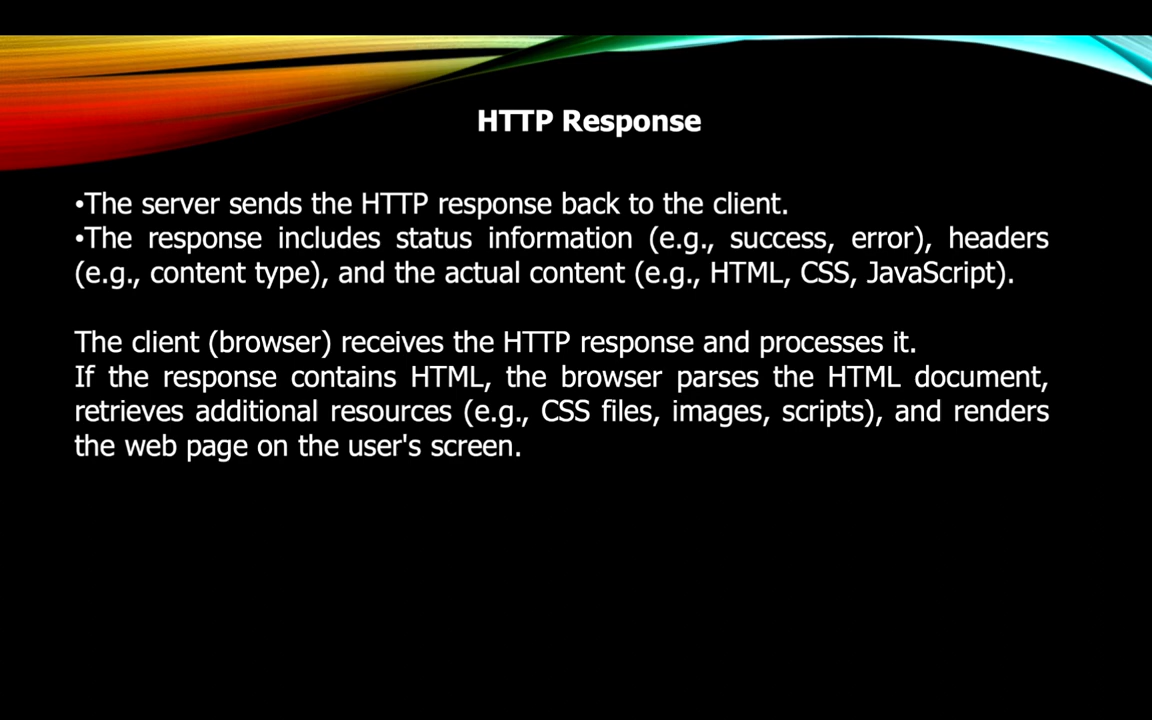 HTTP Response
•The server sends the HTTP response back to the client.
•The response includes status information (e.g., success, error), headers
(e.g., content type), and the actual content (e.g., HTML, CSS, JavaScript).
The client (browser) receives the HTTP response and processes it.
If the response contains HTML, the browser parses the HTML document,
retrieves additional resources (e.g., CSS files, images, scripts), and renders
the web page on the user's screen.